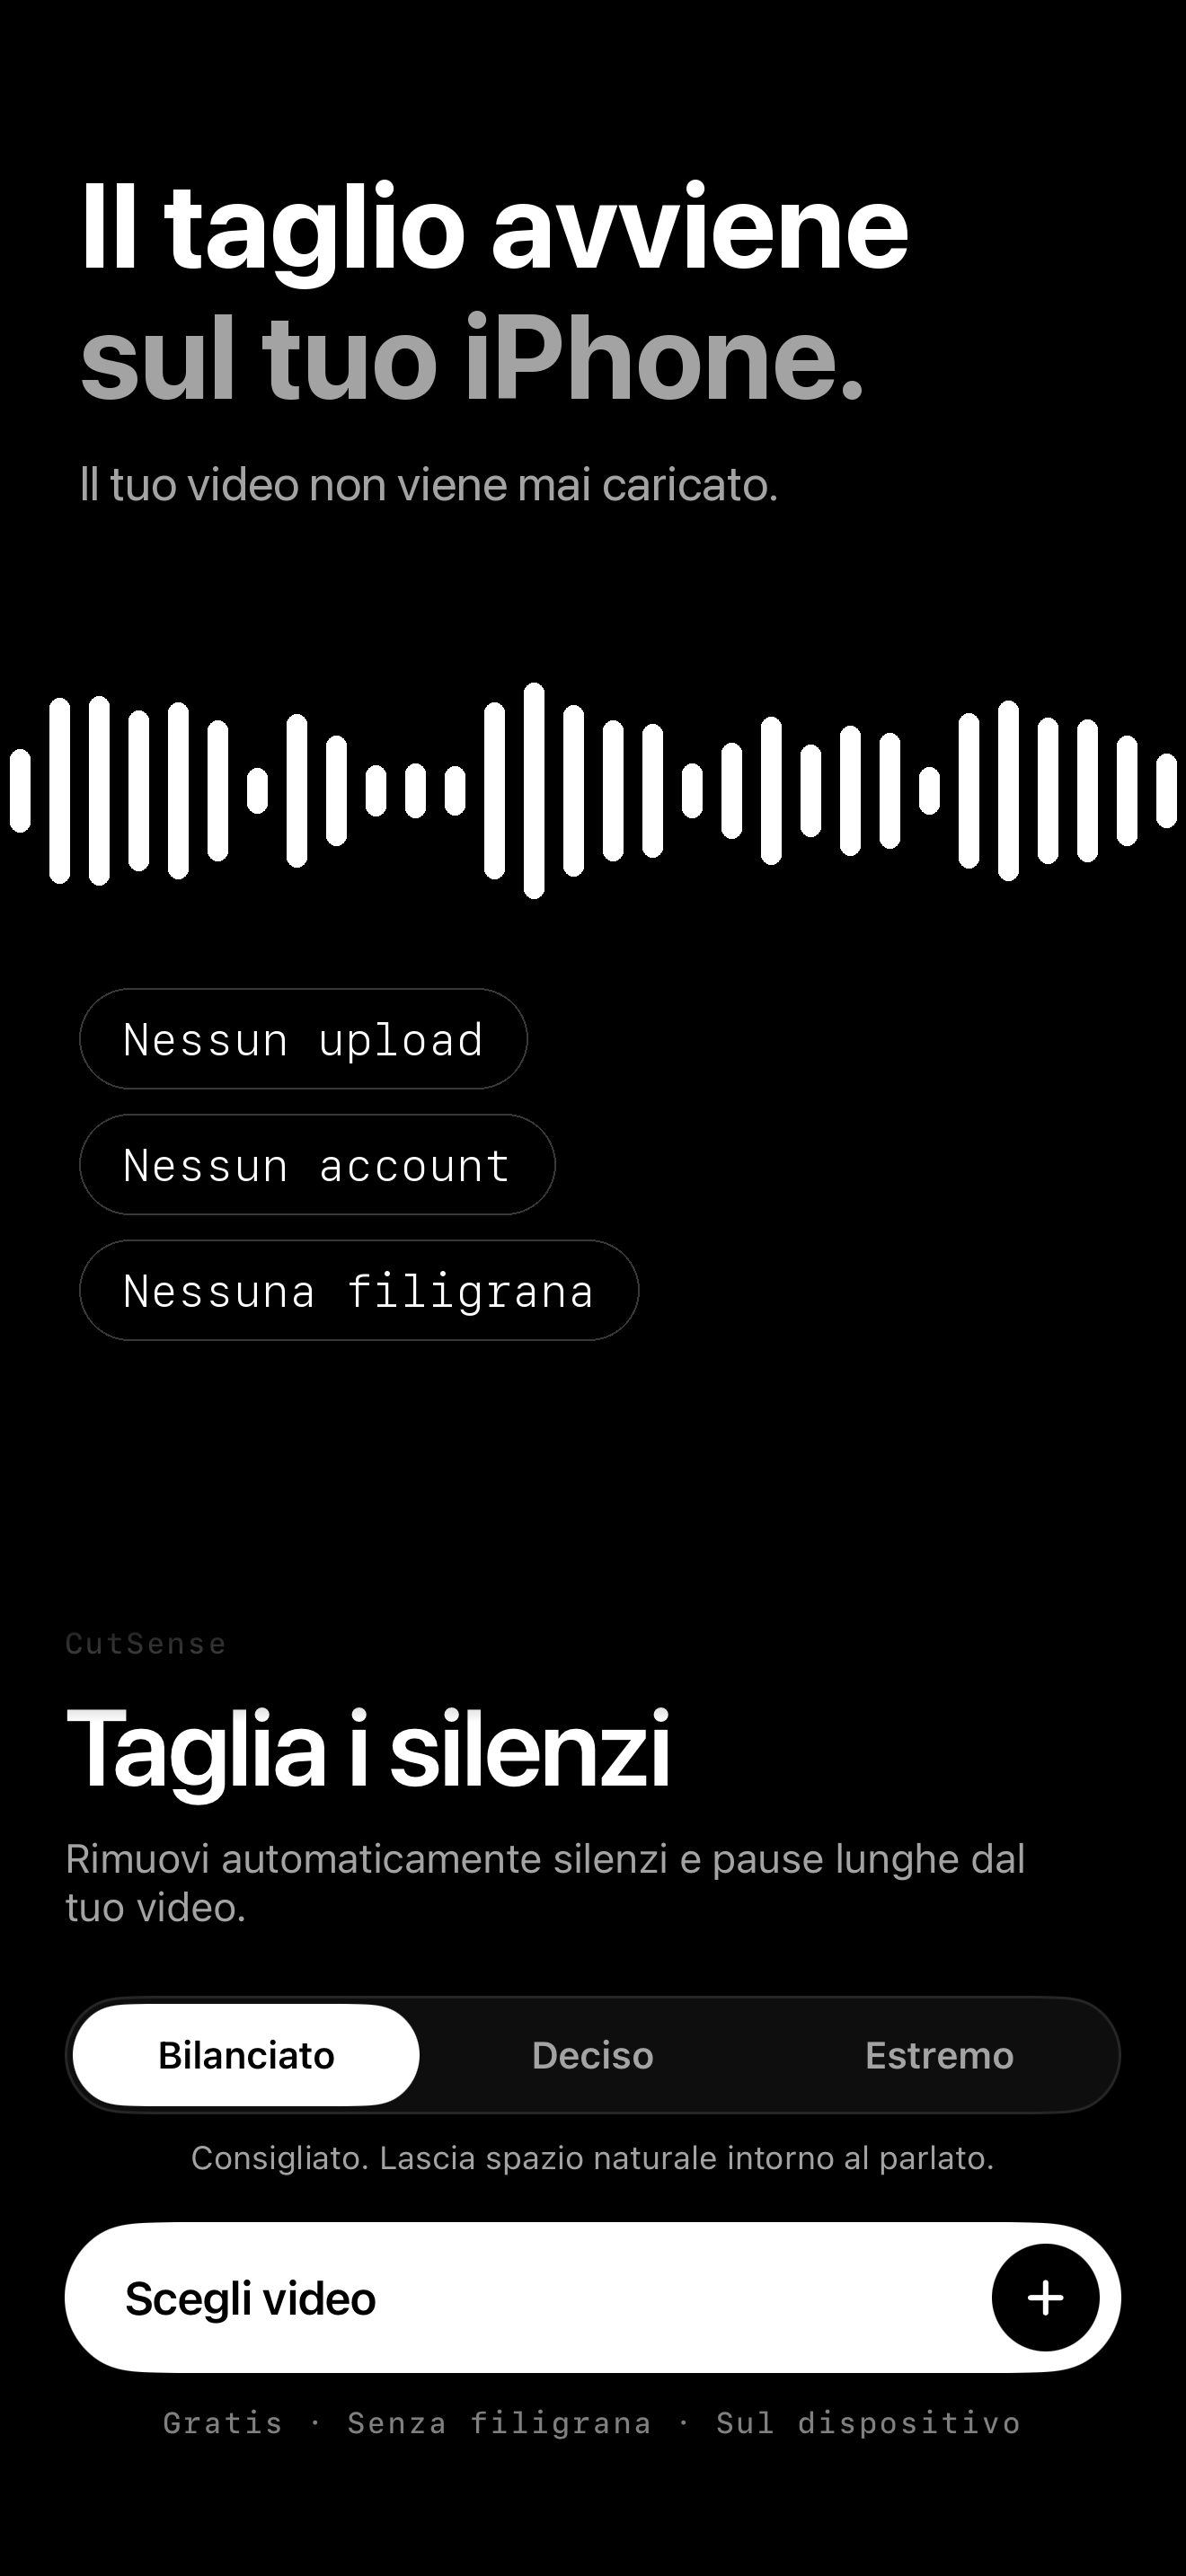 Il taglio avviene
sul tuo iPhone.
Il tuo video non viene mai caricato.
Nessun upload
Nessun account
Nessuna filigrana
CutSense
Taglia i silenzi
Rimuovi automaticamente silenzi e pause lunghe dal
tuo video.
Bilanciato Deciso Estremo
Consigliato. Lascia spazio naturale intorno al parlato.
Scegli video
Gratis · Senza filigrana · Sul dispositivo